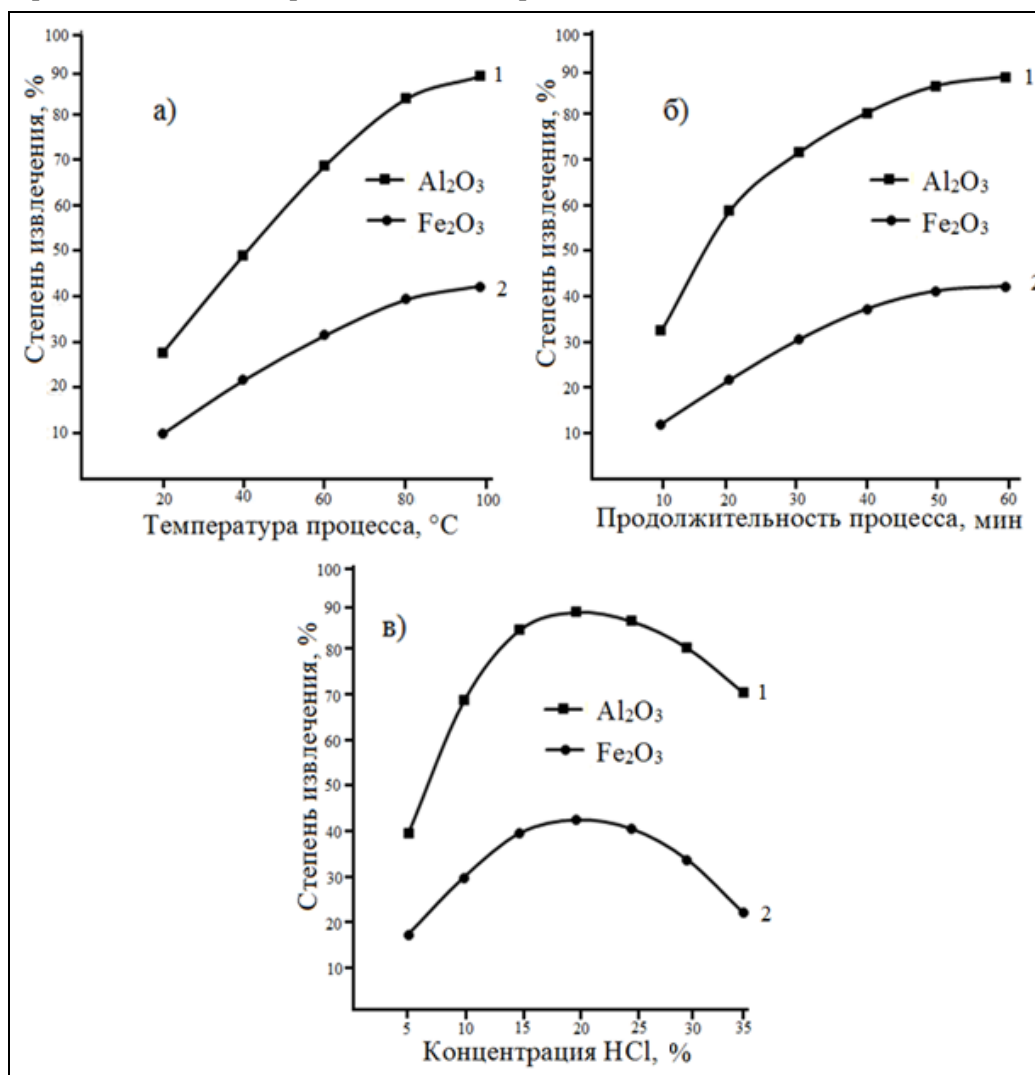 Степень извлечения, %
100
90
80
70
60
50
40
30
20
10
а)
1
Al2O3
Fe2O3
2
20 40 60 80 100
Температура процесса, °С
Степень извлечения, %
100
90
80
70
60
50
40
30
20
10
б)
1
Al2O3
Fe2O3
2
10 20 30 40 50 60
Продолжительность процесса, мин
Степень извлечения, %
100
90
80
70
60
50
40
30
20
10
в)
1
Al2O3
Fe2O3
2
5 10 15 20 25 30 35
Концентрация HCl, %